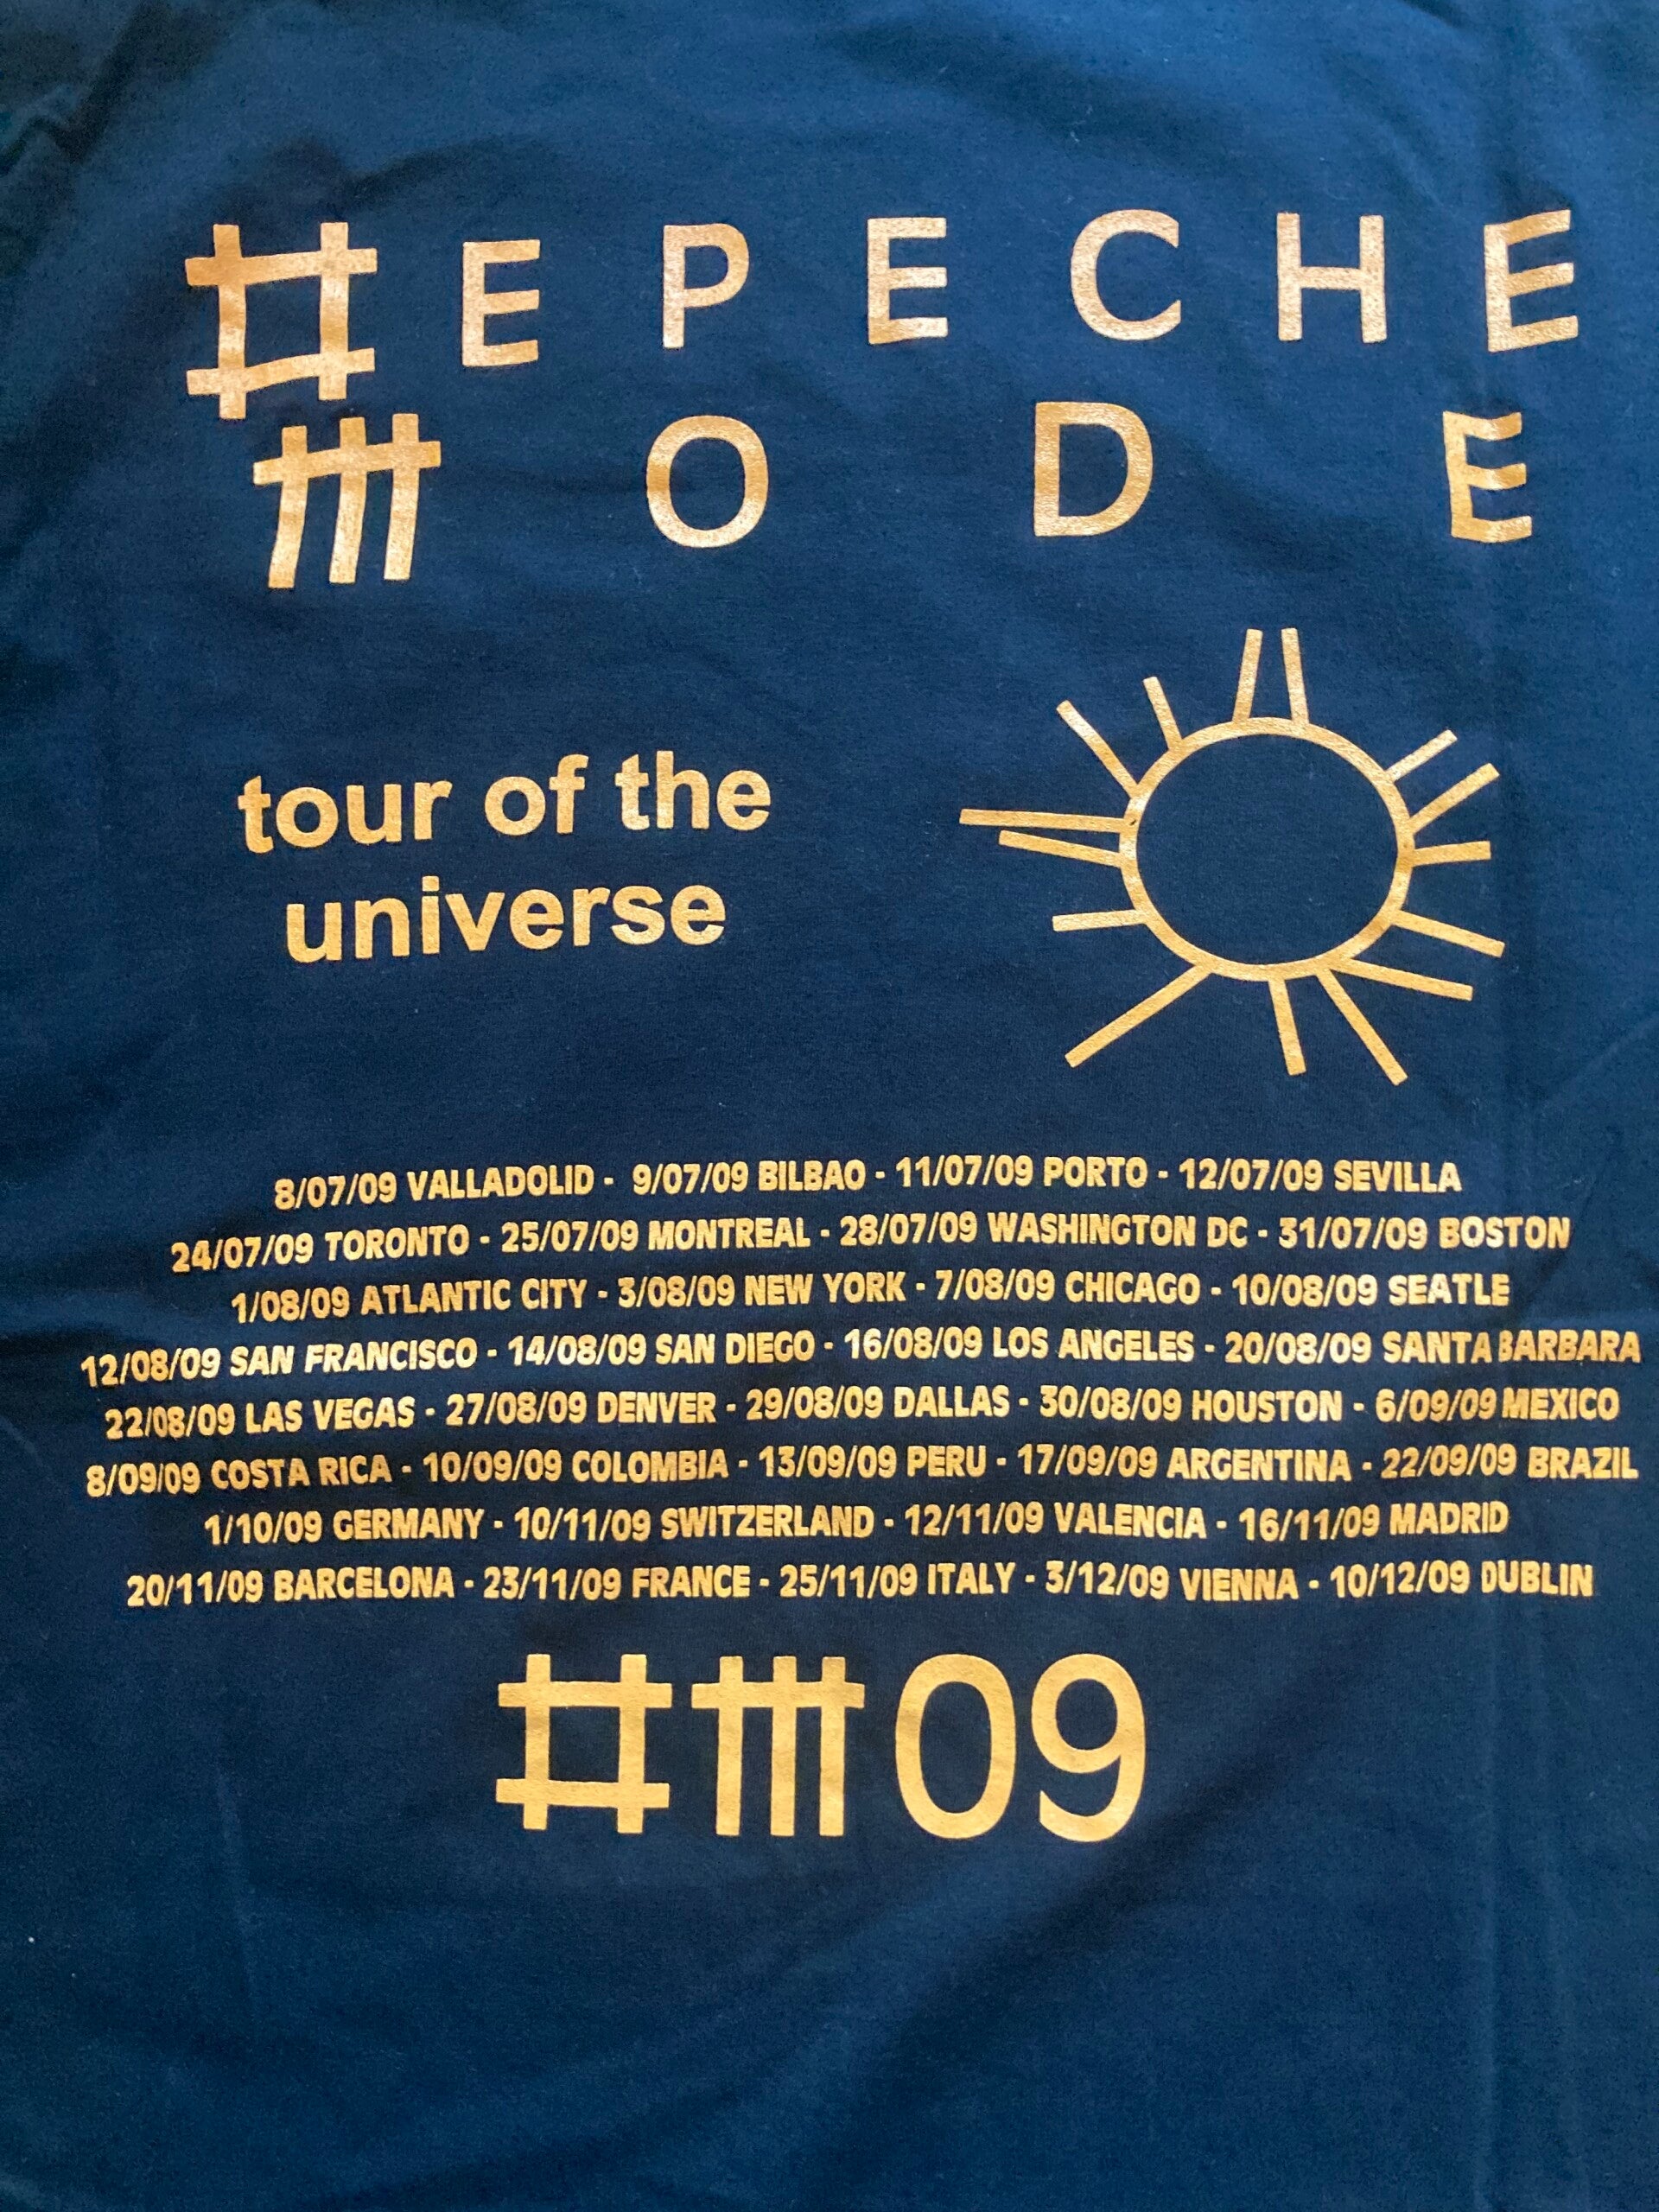 DEPECHE
MODE
tour of the
universe
8/07/09 VALLADOLID - 9/07/09 BILBAO - 11/07/09 PORTO - 12/07/09 SEVILLA
24/07/09 TORONTO - 25/07/09 MONTREAL - 28/07/09 WASHINGTON DC - 31/07/09 BOSTON
1/08/09 ATLANTIC CITY - 3/08/09 NEW YORK - 7/08/09 CHICAGO - 10/08/09 SEATLE
12/08/09 SAN FRANCISCO - 14/08/09 SAN DIEGO - 16/08/09 LOS ANGELES - 20/08/09 SANTA BARBARA
22/08/09 LAS VEGAS - 27/08/09 DENVER - 29/08/09 DALLAS - 30/08/09 HOUSTON - 6/09/09 MEXICO
8/09/09 COSTA RICA - 10/09/09 COLOMBIA - 13/09/09 PERU - 17/09/09 ARGENTINA - 22/09/09 BRAZIL
1/10/09 GERMANY - 10/11/09 SWITZERLAND - 12/11/09 VALENCIA - 16/11/09 MADRID
20/11/09 BARCELONA - 23/11/09 FRANCE - 25/11/09 ITALY - 3/12/09 VIENNA - 10/12/09 DUBLIN
DM09